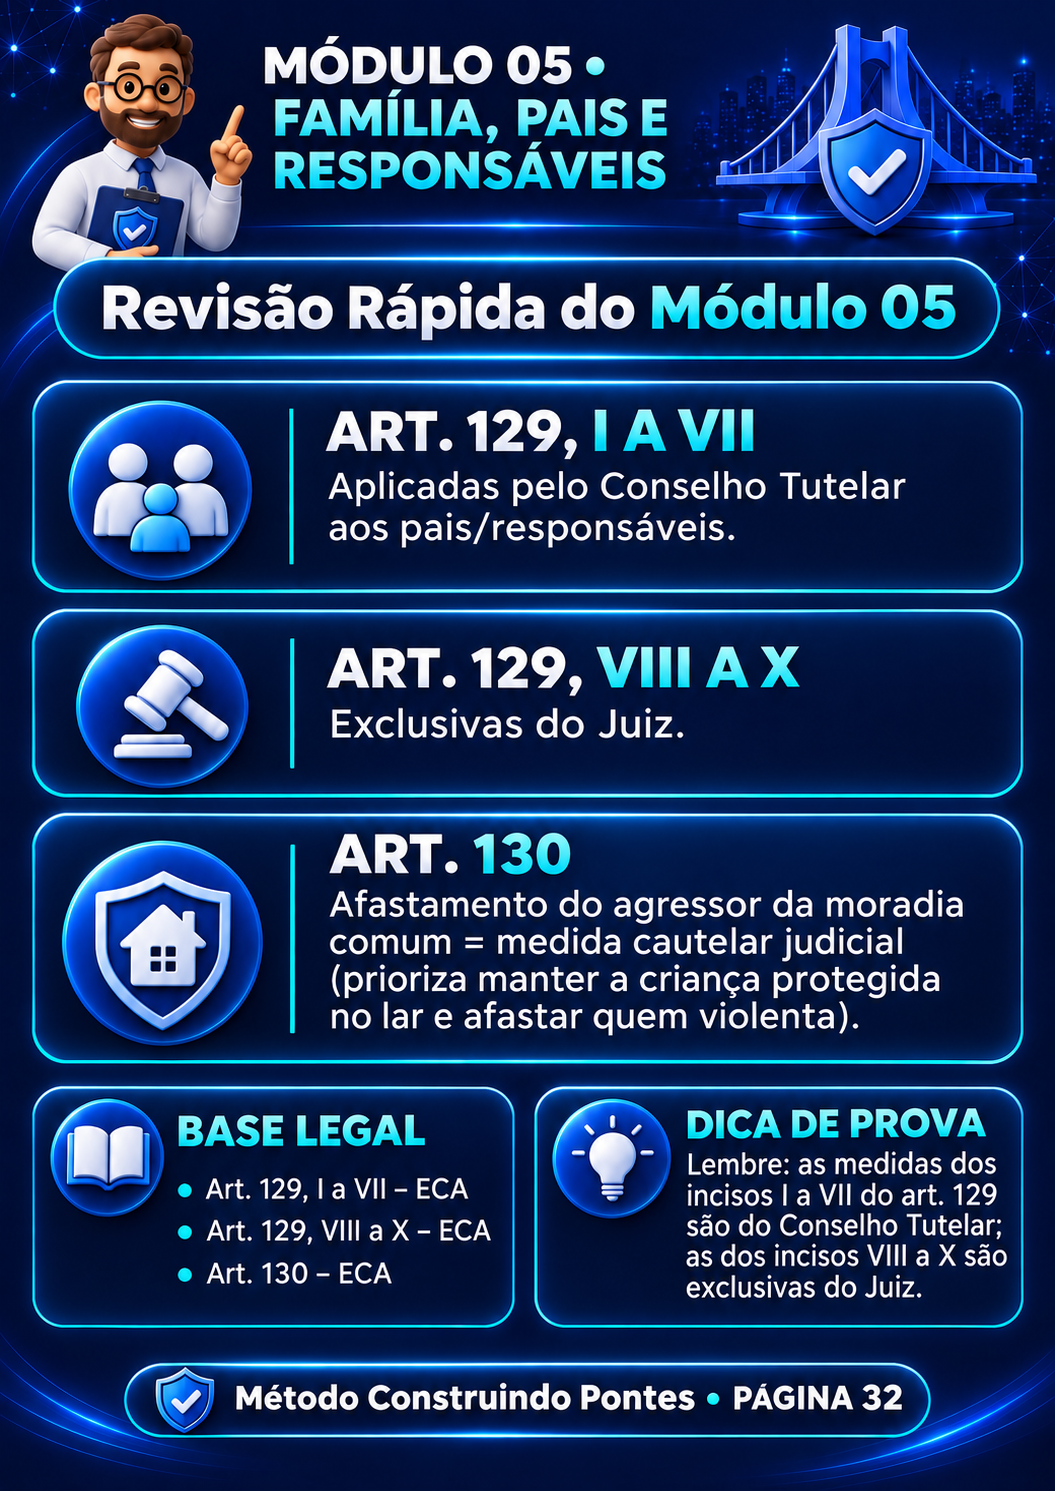 MÓDULO 05 •
FAMÍLIA, PAIS E
RESPONSÁVEIS
Revisão Rápida do Módulo 05
ART. 129, I A VII
Aplicadas pelo Conselho Tutelar
aos pais/responsáveis.
ART. 129, VIII A X
Exclusivas do Juiz.
ART. 130
Afastamento do agressor da moradia
comum = medida cautelar judicial
(prioriza manter a criança protegida
no lar e afastar quem violenta).
BASE LEGAL
• Art. 129, I a VII – ECA
• Art. 129, VIII a X – ECA
• Art. 130 – ECA
DICA DE PROVA
Lembre: as medidas dos
incisos I a VII do art. 129
são do Conselho Tutelar;
as dos incisos VIII a X são
exclusivas do Juiz.
Método Construindo Pontes • PÁGINA 32